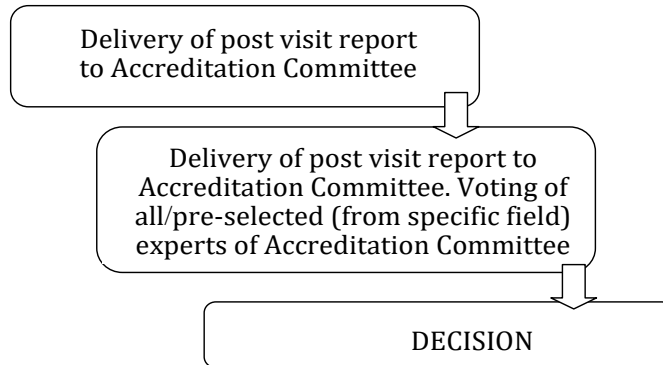 Delivery of post visit report
to Accreditation Committee
Delivery of post visit report to
Accreditation Committee. Voting of
all/pre-selected (from specific field)
experts of Accreditation Committee
DECISION